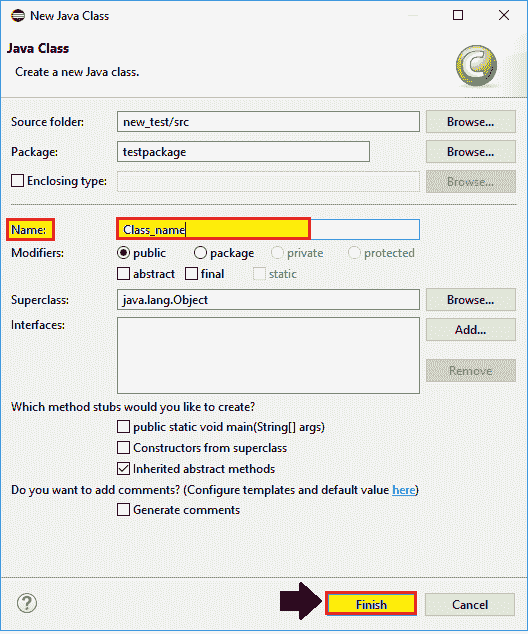 New Java Class
Java Class
Create a new Java class.
Source folder: new_test/src Browse...
Package: testpackage Browse...
Enclosing type: Browse...
Name: Class_name
Modifiers: public package private protected
abstract final static
Superclass: java.lang.Object Browse...
Interfaces: Add...
Remove
Which method stubs would you like to create?
public static void main(String[] args)
Constructors from superclass
Inherited abstract methods
Do you want to add comments? (Configure templates and default value here)
Generate comments
? Finish Cancel